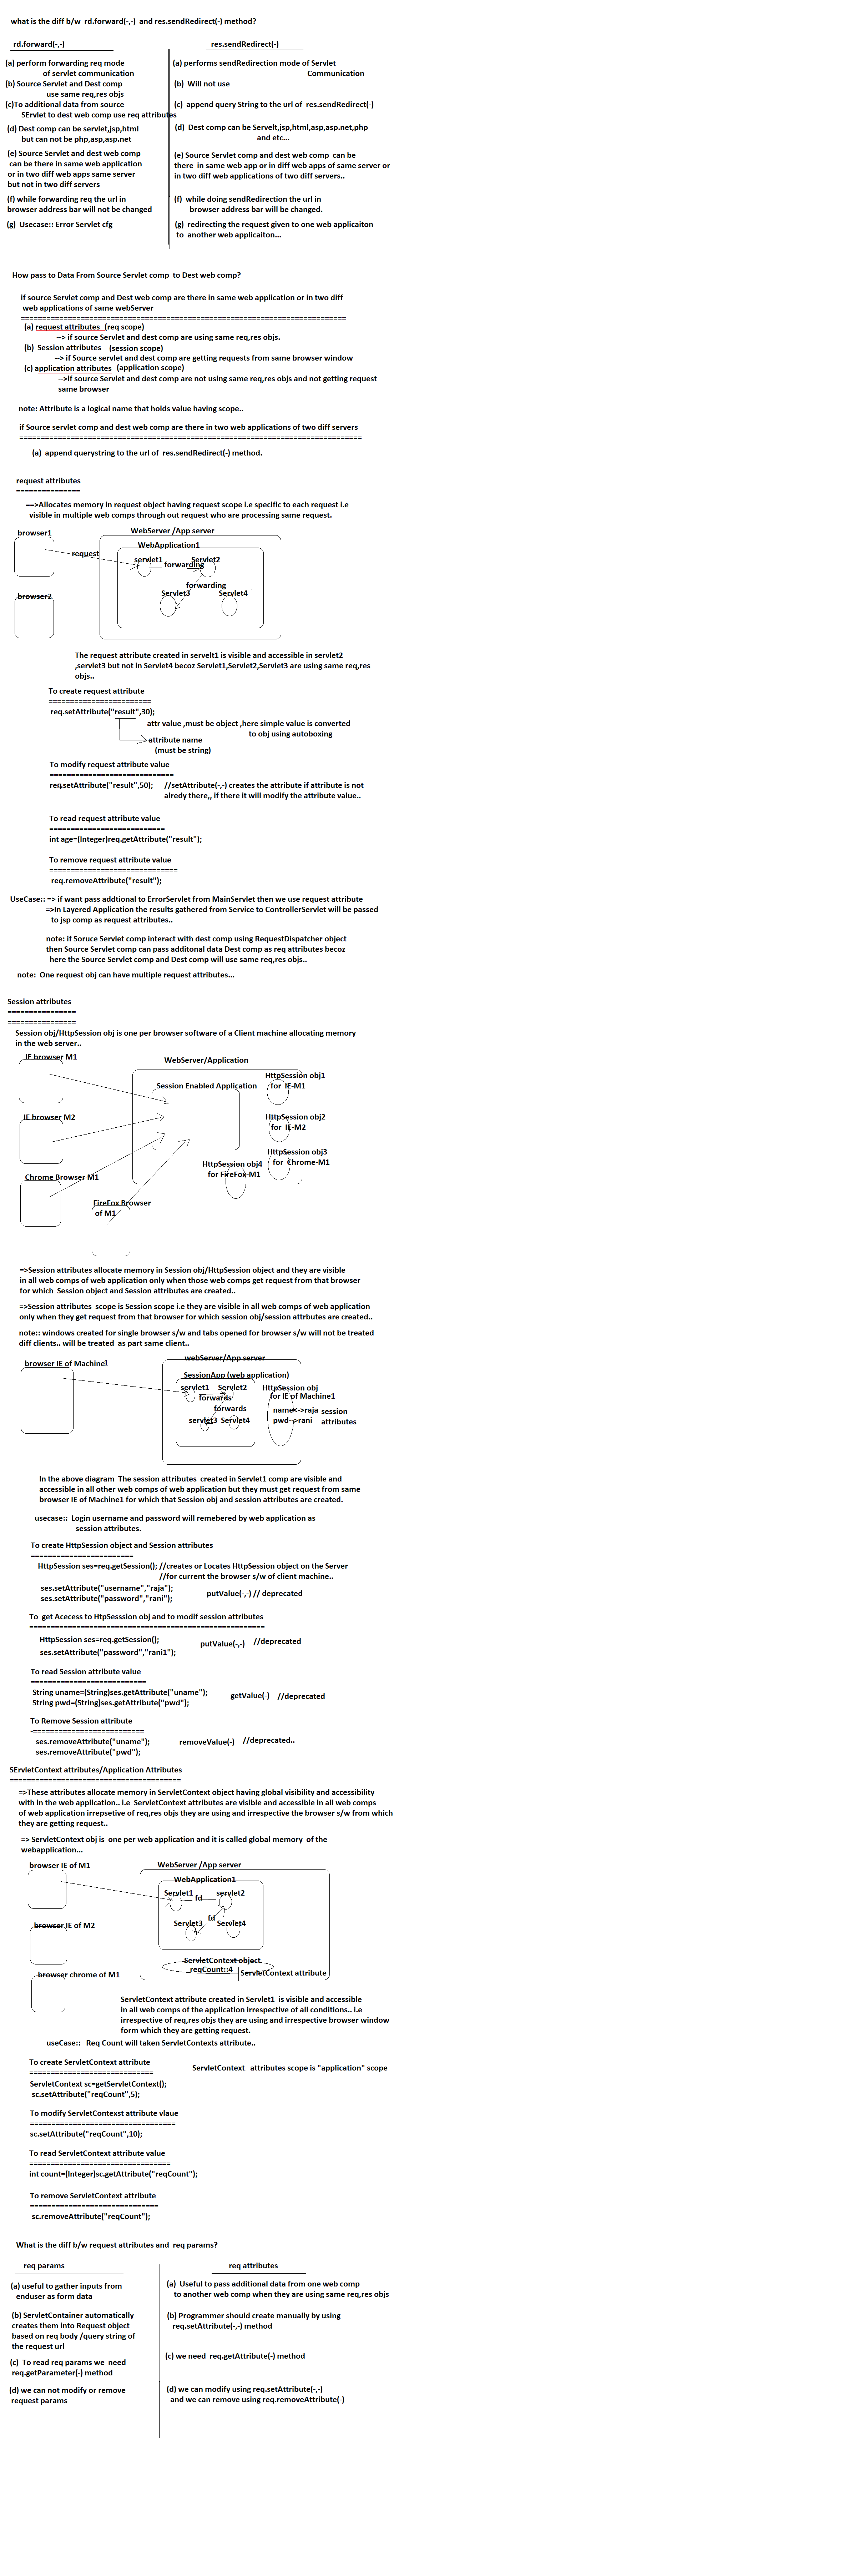 what is the diff b/w rd.forward(-,-) and res.sendRedirect(-) method?
rd.forward(-,-)
res.sendRedirect(-)
(a) perform forwarding req mode
of servlet communication
(a) performs sendRedirection mode of Servlet
Communication
(b) Source Servlet and Dest comp
use same req,res objs
(b) Will not use
(c)To additional data from source
SErvlet to dest web comp use req attributes
(c) append query String to the url of res.sendRedirect(-)
(d) Dest comp can be servlet,jsp,html
but can not be php,asp,asp.net
(d) Dest comp can be Servelt,jsp,html,asp,asp.net,php
and etc...
(e) Source Servlet and dest web comp
can be there in same web application
or in two diff web apps same server
but not in two diff servers
(e) Source Servlet comp and dest web comp can be
there in same web app or in diff web apps of same server or
in two diff web applications of two diff servers..
(f) while forwarding req the url in
browser address bar will not be changed
(f) while doing sendRedirection the url in
browser address bar will be changed.
(g) Usecase:: Error Servlet cfg
(g) redirecting the request given to one web applicaiton
to another web applicaiton...
How pass to Data From Source Servlet comp to Dest web comp?
if source Servlet comp and Dest web comp are there in same web application or in two diff
web applications of same webServer
============================================================================
(a) request attributes (req scope)
--> if source Servlet and dest comp are using same req,res objs.
(b) Session attributes (session scope)
--> if Source servlet and dest comp are getting requests from same browser window
(c) application attributes (application scope)
-->if source Servlet and dest comp are not using same req,res objs and not getting request
same browser
note: Attribute is a logical name that holds value having scope..
if Source servlet comp and dest web comp are there in two web applications of two diff servers
================================================================================
(a) append querystring to the url of res.sendRedirect(-) method.
request attributes
===============
==>Allocates memory in request object having request scope i.e specific to each request i.e
visible in multiple web comps through out request who are processing same request.
browser1
WebServer /App server
WebApplication1
request
servlet1
Servlet2
forwarding
forwarding
browser2
Servlet3
Servlet4
The request attribute created in servelt1 is visible and accessible in servlet2
,servlet3 but not in Servlet4 becoz Servlet1,Servlet2,Servlet3 are using same req,res
objs..
To create request attribute
========================
req.setAttribute("result",30);
attr value ,must be object ,here simple value is converted
to obj using autoboxing
attribute name
(must be string)
To modify request attribute value
=============================
req.setAttribute("result",50); //setAttribute(-,-) creates the attribute if attribute is not
alredy there,, if there it will modify the attribute value..
To read request attribute value
===========================
int age=(Integer)req.getAttribute("result");
To remove request attribute value
==============================
req.removeAttribute("result");
UseCase:: => if want pass addtional to ErrorServlet from MainServlet then we use request attribute
=>In Layered Application the results gathered from Service to ControllerServlet will be passed
to jsp comp as request attributes..
note: if Soruce Servlet comp interact with dest comp using RequestDispatcher object
then Source Servlet comp can pass additonal data Dest comp as req attributes becoz
here the Source Servlet comp and Dest comp will use same req,res objs..
note: One request obj can have multiple request attributes...
Session attributes
================
================
Session obj/HttpSession obj is one per browser software of a Client machine allocating memory
in the web server..
IE browser M1
WebServer/Application
HttpSession obj1
for IE-M1
Session Enabled Application
IE browser M2
HttpSession obj2
for IE-M2
HttpSession obj3
for Chrome-M1
HttpSession obj4
for FireFox-M1
Chrome Browser M1
FireFox Browser
of M1
=>Session attributes allocate memory in Session obj/HttpSession object and they are visible
in all web comps of web application only when those web comps get request from that browser
for which Session object and Session attributes are created..
=>Session attributes scope is Session scope i.e they are visible in all web comps of web application
only when they get request from that browser for which session obj/session attrbutes are created..
note:: windows created for single browser s/w and tabs opened for browser s/w will not be treated
diff clients.. will be treated as part same client..
browser IE of Machine1
webServer/App server
SessionApp (web application)
servlet1
Servlet2
HttpSession obj
for IE of Machine1
forwards
forwards
name<->raja
pwd-->rani
session
attributes
servlet3
Servlet4
In the above diagram The session attributes created in Servlet1 comp are visible and
accessible in all other web comps of web application but they must get request from same
browser IE of Machine1 for which that Session obj and session attributes are created.
usecase:: Login username and password will remebered by web application as
session attributes.
To create HttpSession object and Session attributes
========================
HttpSession ses=req.getSession(); //creates or Locates HttpSession object on the Server
//for current the browser s/w of client machine..
ses.setAttribute("username","raja");
ses.setAttribute("password","rani");
putValue(-,-) // deprecated
To get Acecess to HtpSesssion obj and to modif session attributes
=======================================================
HttpSession ses=req.getSession();
ses.setAttribute("password","rani1");
putValue(-,-) //deprecated
To read Session attribute value
===========================
String uname=(String)ses.getAttribute("uname");
String pwd=(String)ses.getAttribute("pwd");
getValue(-) //deprecated
To Remove Session attribute
-==========================
ses.removeAttribute("uname");
ses.removeAttribute("pwd");
removeValue(-) //deprecated..
SErvletContext attributes/Application Attributes
========================================
=>These attributes allocate memory in ServletContext object having global visibility and accessibility
with in the web application.. i.e ServletContext attributes are visible and accessible in all web comps
of web application irrepsetive of req,res objs they are using and irrespective the browser s/w from which
they are getting request..
=> ServletContext obj is one per web application and it is called global memory of the
webapplication...
browser IE of M1
WebServer /App server
WebApplication1
Servlet1
servlet2
fd
fd
browser IE of M2
Servlet3
Servlet4
ServletContext object
reqCount::4
ServletContext attribute
browser chrome of M1
ServletContext attribute created in Servlet1 is visible and accessible
in all web comps of the application irrespective of all conditions.. i.e
irrespective of req,res objs they are using and irrespective browser window
form which they are getting request.
useCase:: Req Count will taken ServletContexts attribute..
To create ServletContext attribute
=============================
ServletContext attributes scope is "application" scope
ServletContext sc=getServletContext();
sc.setAttribute("reqCount",5);
To modify ServletContexst attribute vlaue
==================================
sc.setAttribute("reqCount",10);
To read ServletContext attribute value
=================================
int count=(Integer)sc.getAttribute("reqCount");
To remove ServletContext attribute
==============================
sc.removeAttribute("reqCount");
What is the diff b/w request attributes and req params?
req params
req attributes
(a) useful to gather inputs from
enduser as form data
(a) Useful to pass additional data from one web comp
to another web comp when they are using same req,res objs
(b) ServletContainer automatically
creates them into Request object
based on req body /query string of
the request url
(b) Programmer should create manually by using
req.setAttribute(-,-) method
(c) To read req params we need
req.getParameter(-) method
(c) we need req.getAttribute(-) method
(d) we can not modify or remove
request params
(d) we can modify using req.setAttribute(-,-)
and we can remove using req.removeAttribute(-)